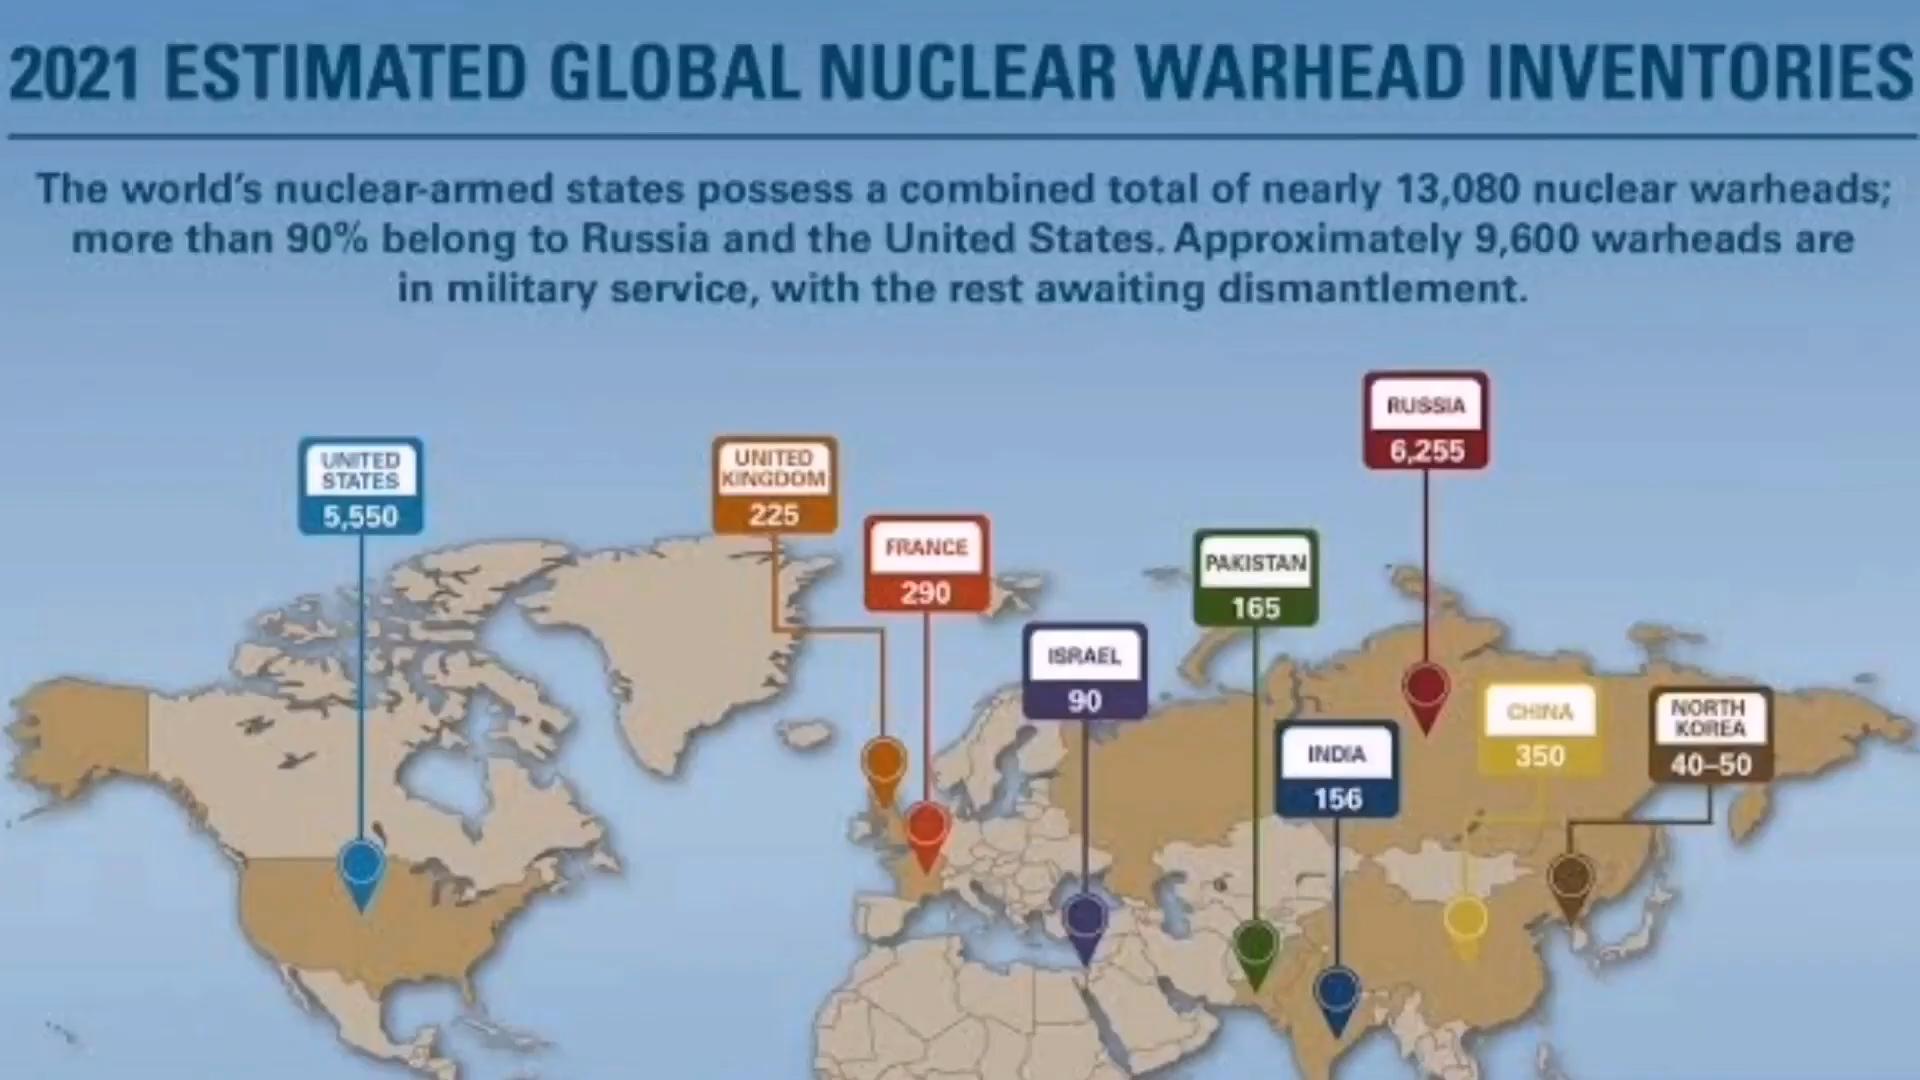 2021 ESTIMATED GLOBAL NUCLEAR WARHEAD INVENTORIES
The world's nuclear-armed states possess a combined total of nearly 13,080 nuclear warheads;
more than 90% belong to Russia and the United States. Approximately 9,600 warheads are
in military service, with the rest awaiting dismantlement.
UNITED
STATES
5,550
UNITED
KINGDOM
225
FRANCE
290
ISRAEL
90
PAKISTAN
165
INDIA
156
RUSSIA
6,255
CHINA
350
NORTH
KOREA
40–50